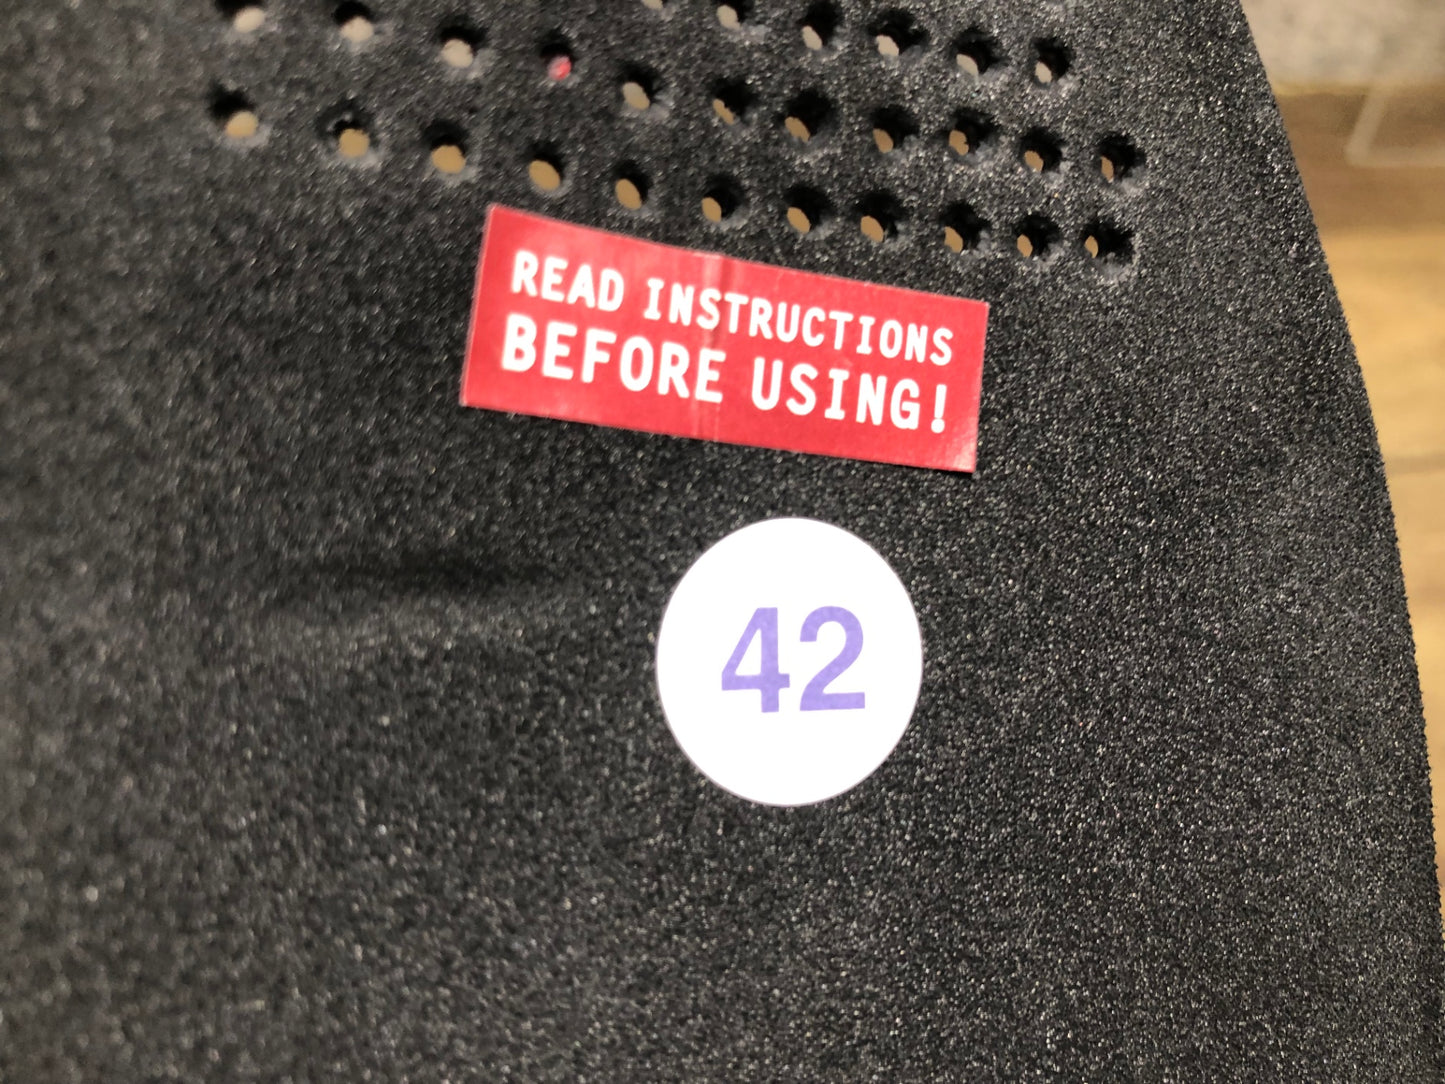 READ INSTRUCTIONS
BEFORE USING!
42